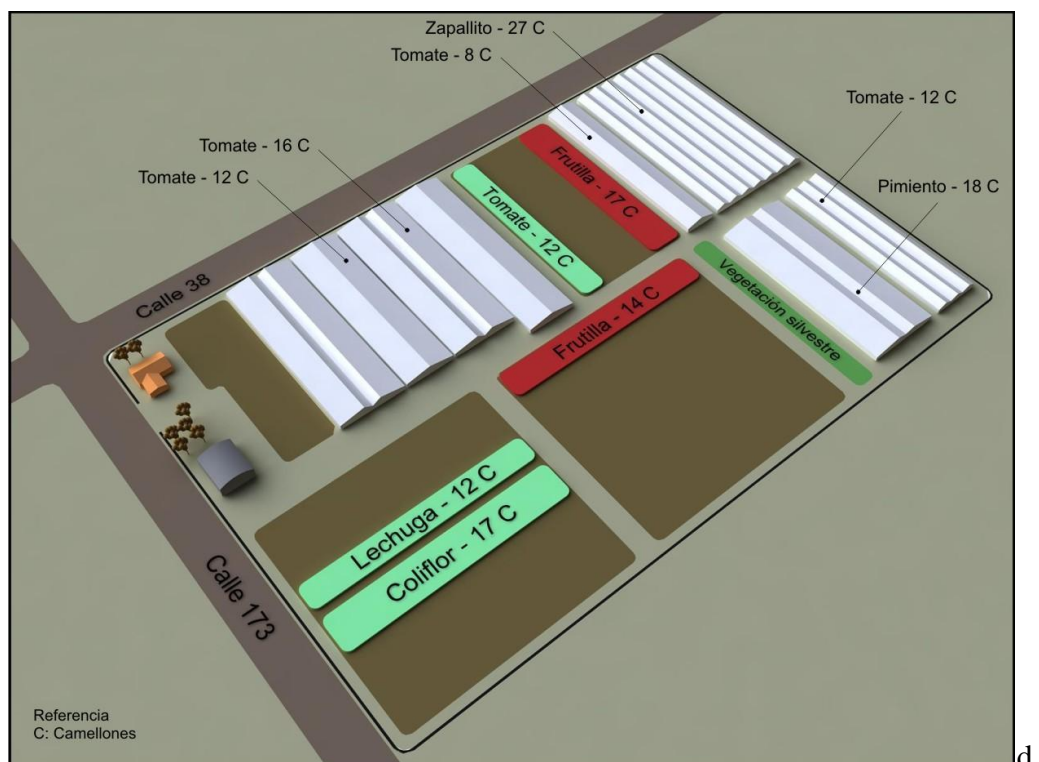 Zapallito - 27 C
Tomate - 8 C
Tomate - 12 C
Tomate - 16 C
Tomate - 12 C
Pimiento - 18 C
Frutilla - 17 C
Tomate - 12 C
Vegetación silvestre
Frutilla - 14 C
Calle 38
Lechuga - 12 C
Coliflor - 17 C
Calle 173
Referencia
C: Camellones
d